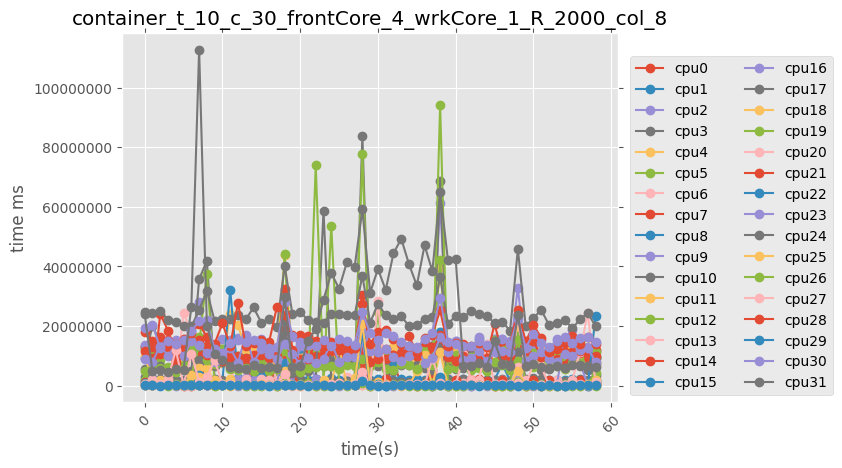 container_t_10_c_30_frontCore_4_wrkCore_1_R_2000_col_8
100000000
80000000
60000000
40000000
20000000
0
time ms
0 10 20 30 40 50 60
time(s)
cpu0 cpu16
cpu1 cpu17
cpu2 cpu18
cpu3 cpu19
cpu4 cpu20
cpu5 cpu21
cpu6 cpu22
cpu7 cpu23
cpu8 cpu24
cpu9 cpu25
cpu10 cpu26
cpu11 cpu27
cpu12 cpu28
cpu13 cpu29
cpu14 cpu30
cpu15 cpu31